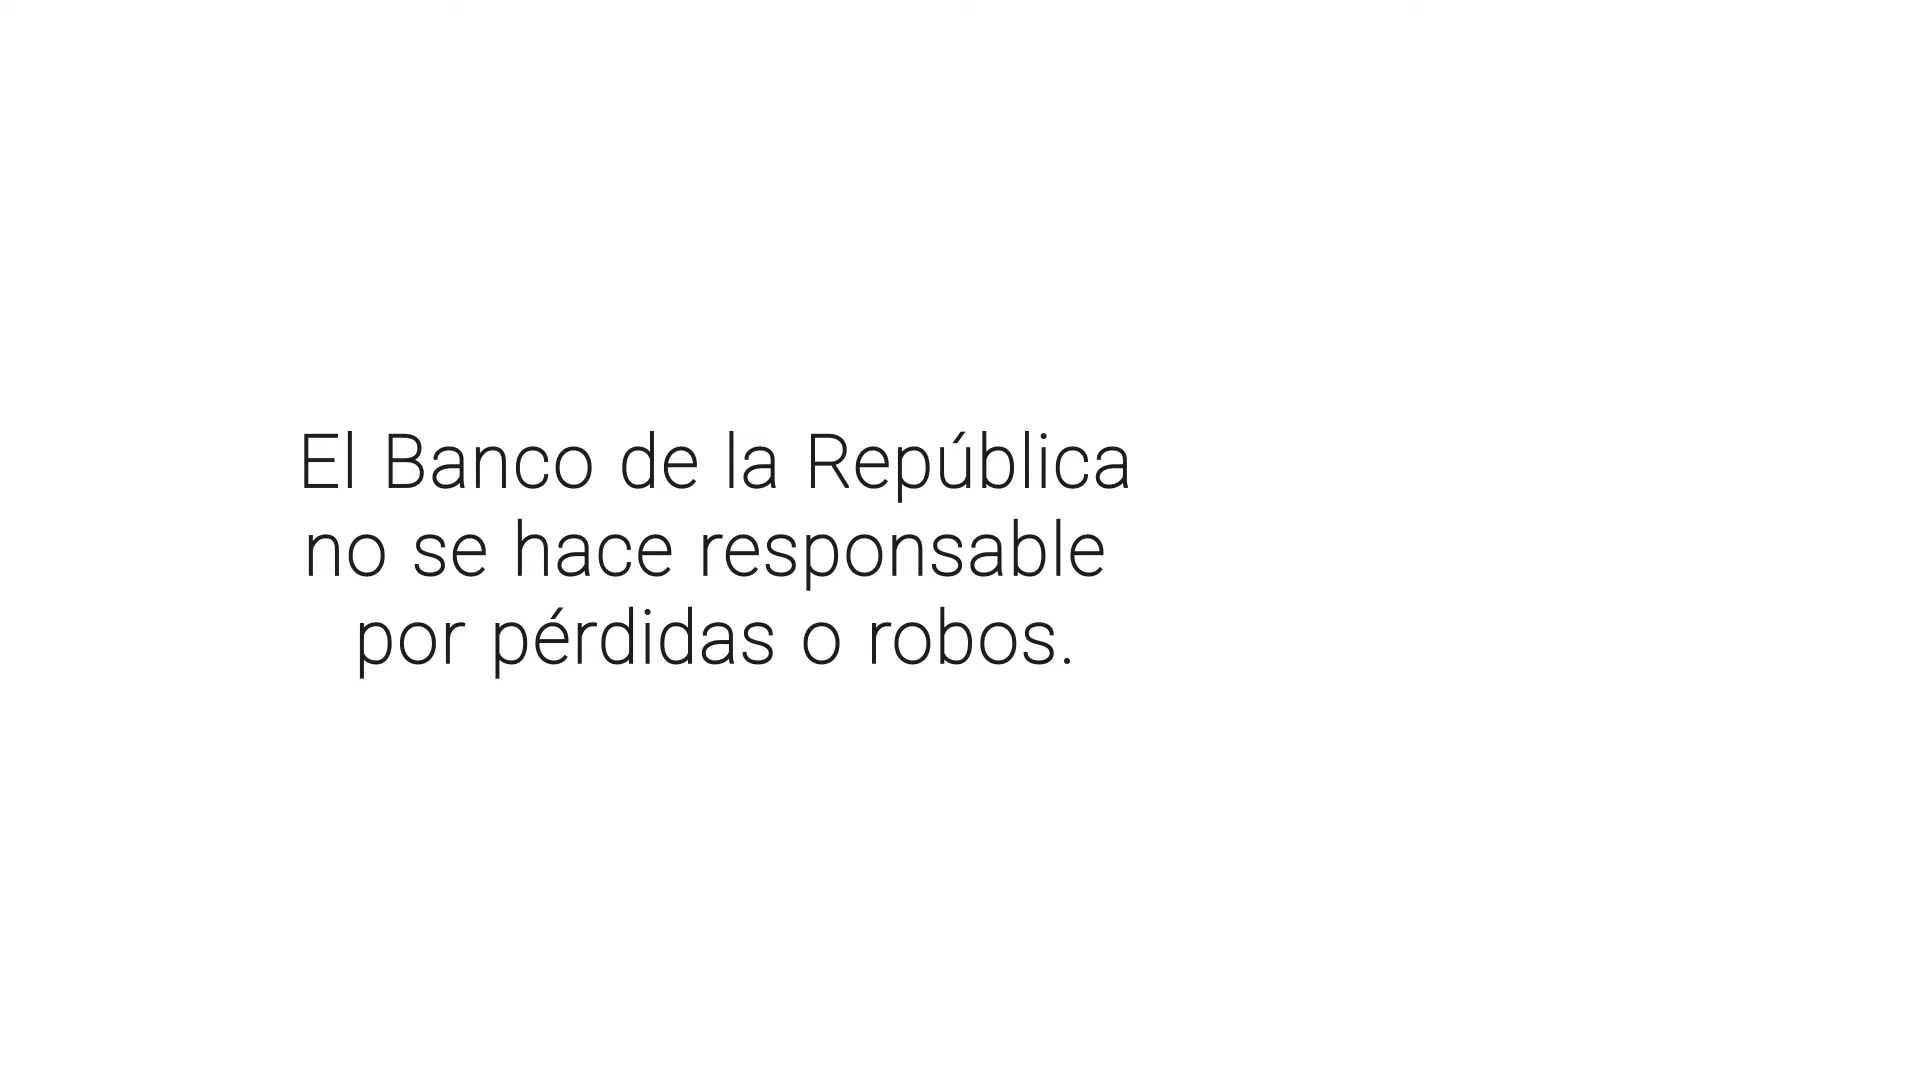 El Banco de la República
no se hace responsable
por pérdidas o robos.